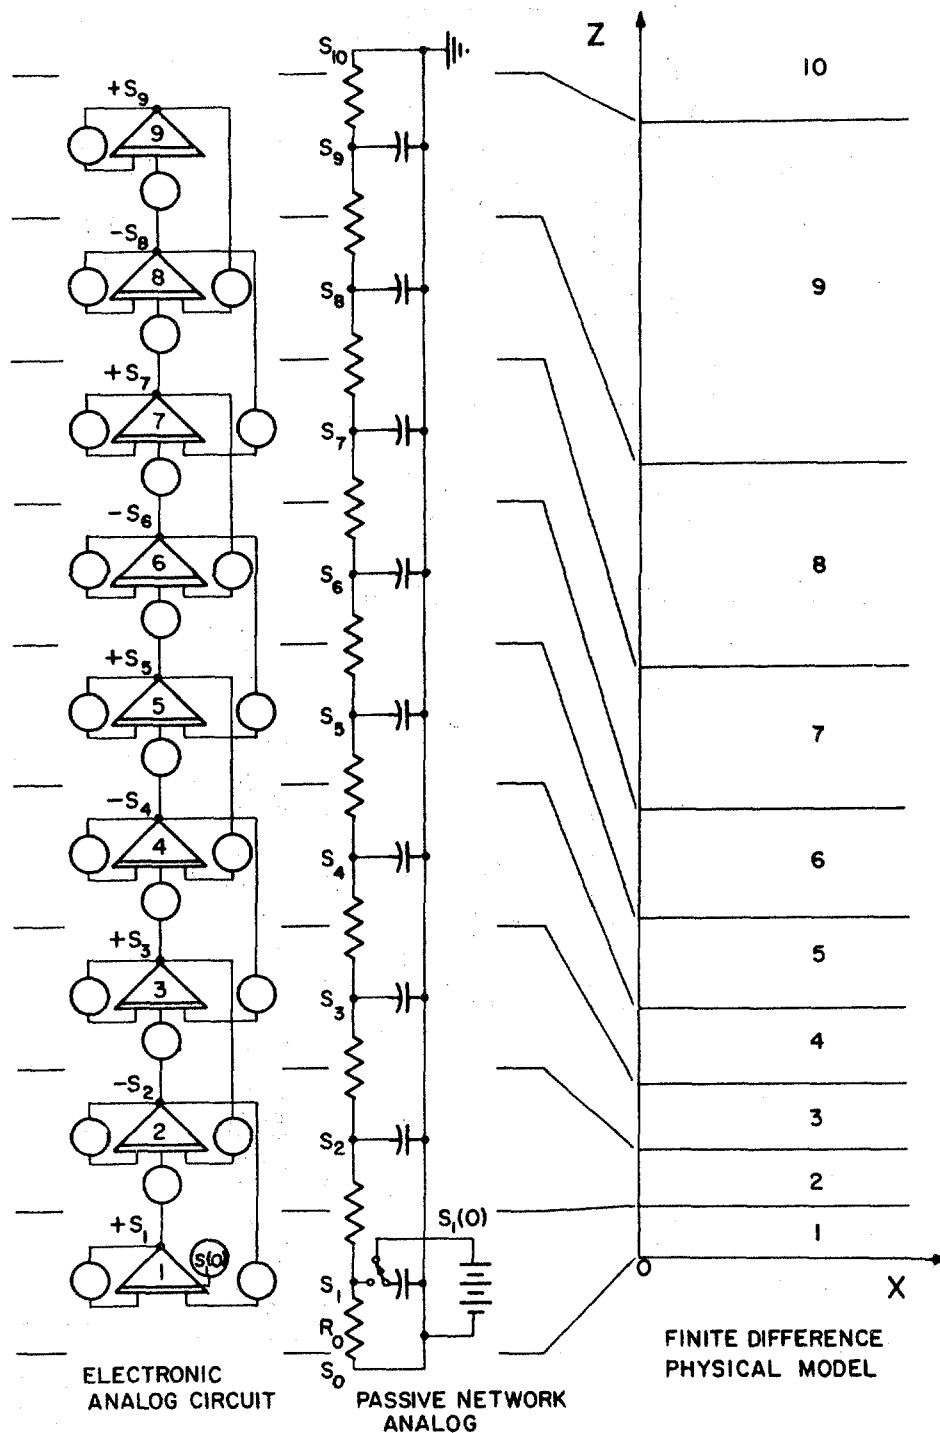 +S9
9
-S8
8
+S7
7
-S6
6
+S5
5
-S4
4
+S3
3
-S2
2
+S1
S1(0)
1
ELECTRONIC
ANALOG CIRCUIT
S10
S9
S8
S7
S6
S5
S4
S3
S2
S1(0)
S1
R0
S0
PASSIVE NETWORK
ANALOG
Z
10
9
8
7
6
5
4
3
2
1
0
X
FINITE DIFFERENCE
PHYSICAL MODEL